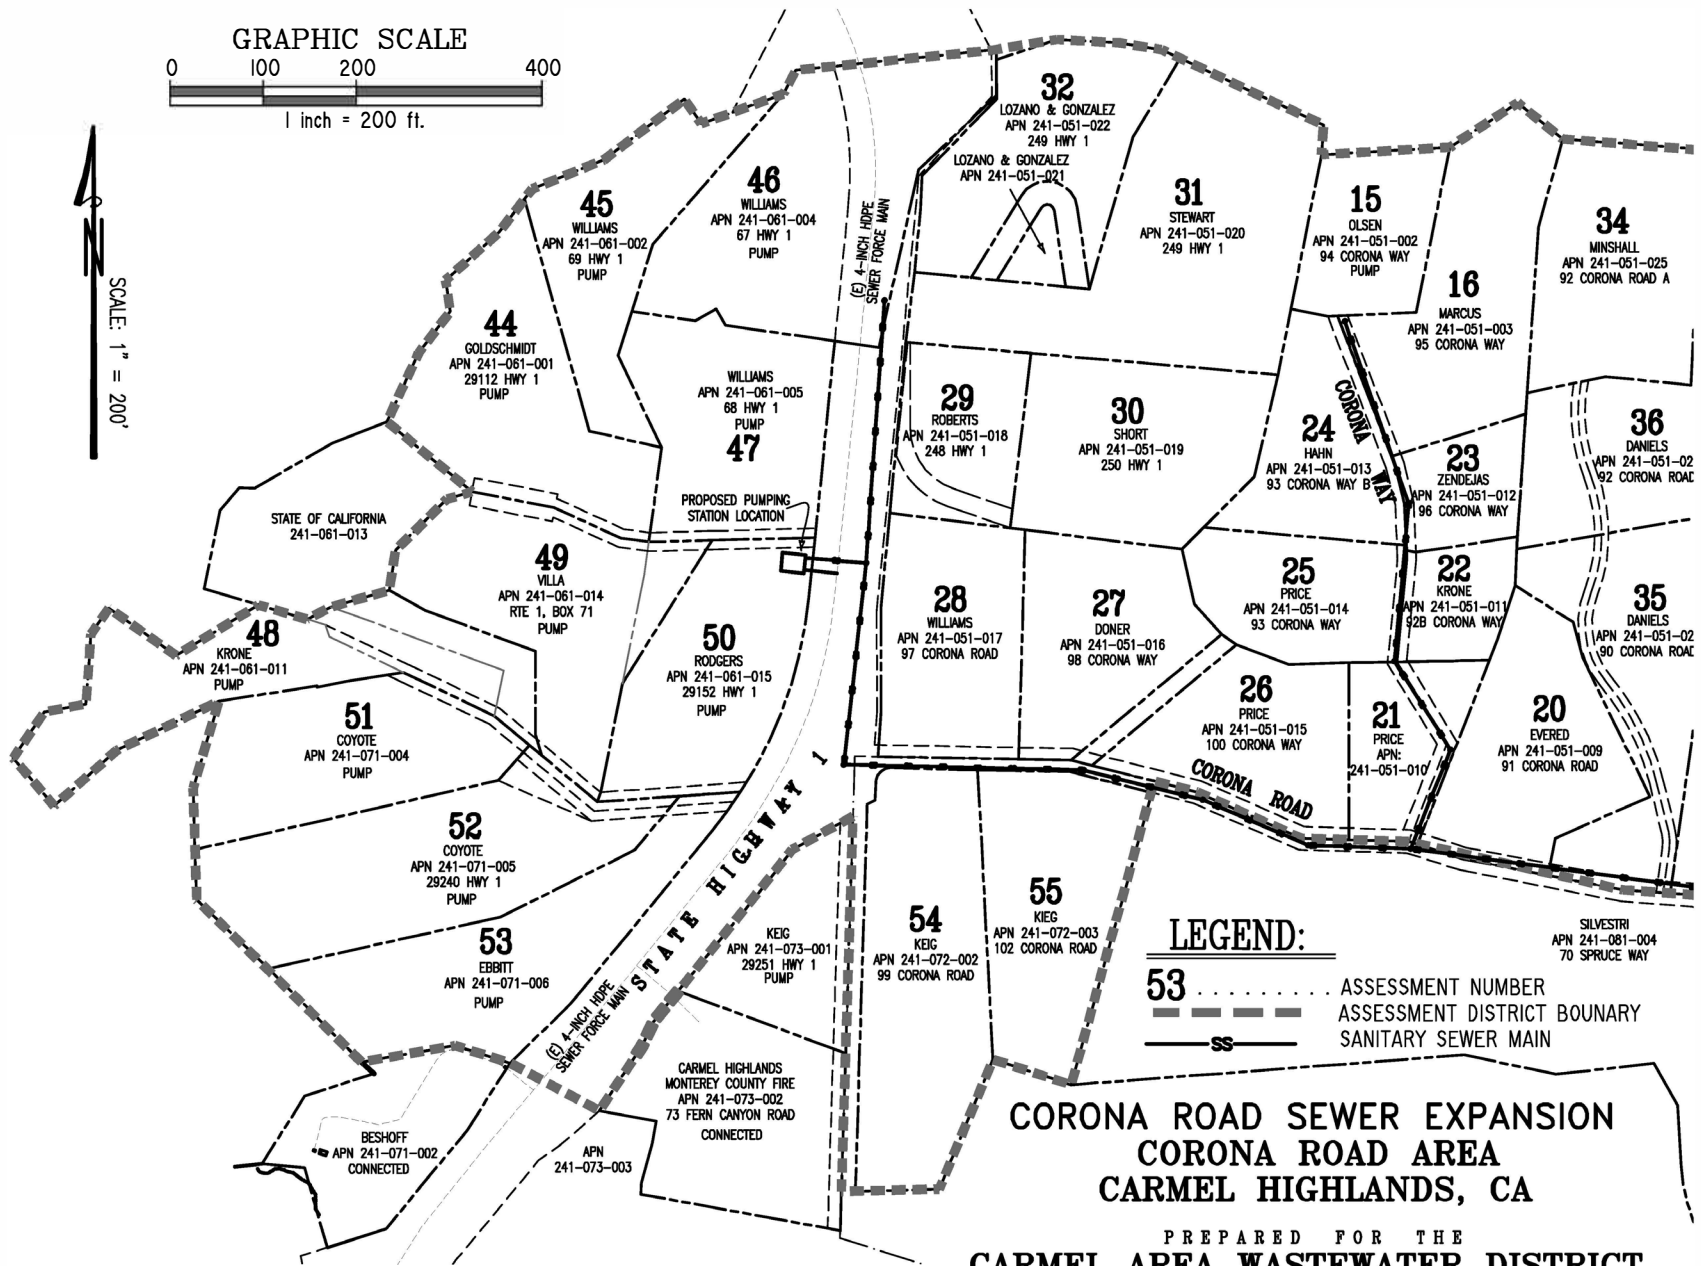 GRAPHIC SCALE
0 100 200 400
1 inch = 200 ft.
N
SCALE: 1" = 200'
32
LOZANO & GONZALEZ
APN 241-051-022
249 HWY 1
LOZANO & GONZALEZ
APN 241-051-021
46
WILLIAMS
APN 241-061-004
67 HWY 1
PUMP
45
WILLIAMS
APN 241-061-002
69 HWY 1
PUMP
31
STEWART
APN 241-051-020
249 HWY 1
15
OLSEN
APN 241-051-002
94 CORONA WAY
PUMP
34
MINSHALL
APN 241-051-025
92 CORONA ROAD A
(E) 4-INCH HDPE
SEWER FORCE MAIN
16
MARCUS
APN 241-051-003
95 CORONA WAY
44
GOLDSCHMIDT
APN 241-061-001
29112 HWY 1
PUMP
WILLIAMS
APN 241-061-005
68 HWY 1
PUMP
47
29
ROBERTS
APN 241-051-018
248 HWY 1
30
SHORT
APN 241-051-019
250 HWY 1
24
HAHN
APN 241-051-013
93 CORONA WAY B
CORONA WAY
23
ZENDEJAS
APN 241-051-012
96 CORONA WAY
36
DANIELS
APN 241-051-02
92 CORONA ROAD
PROPOSED PUMPING
STATION LOCATION
STATE OF CALIFORNIA
241-061-013
49
VILLA
APN 241-061-014
RTE 1, BOX 71
PUMP
25
PRICE
APN 241-051-014
93 CORONA WAY
22
KRONE
APN 241-051-011
92B CORONA WAY
28
WILLIAMS
APN 241-051-017
97 CORONA ROAD
27
DONER
APN 241-051-016
98 CORONA WAY
35
DANIELS
APN 241-051-02
90 CORONA ROAD
48
KRONE
APN 241-061-011
PUMP
50
RODGERS
APN 241-061-015
29152 HWY 1
PUMP
26
PRICE
APN 241-051-015
100 CORONA WAY
21
PRICE
APN:
241-051-010
20
EVERED
APN 241-051-009
91 CORONA ROAD
51
COYOTE
APN 241-071-004
PUMP
CORONA ROAD
STATE HIGHWAY 1
52
COYOTE
APN 241-071-005
29240 HWY 1
PUMP
53
EBBITT
APN 241-071-006
PUMP
(E) 4-INCH HDPE
SEWER FORCE MAIN
KEIG
APN 241-073-001
29251 HWY 1
PUMP
54
KEIG
APN 241-072-002
99 CORONA ROAD
55
KIEG
APN 241-072-003
102 CORONA ROAD
SILVESTRI
APN 241-081-004
70 SPRUCE WAY
LEGEND:
53 . . . . . . . . . ASSESSMENT NUMBER
ASSESSMENT DISTRICT BOUNARY
SS SANITARY SEWER MAIN
CARMEL HIGHLANDS
MONTEREY COUNTY FIRE
APN 241-073-002
73 FERN CANYON ROAD
CONNECTED
BESHOFF
APN 241-071-002
CONNECTED
APN
241-073-003
CORONA ROAD SEWER EXPANSION
CORONA ROAD AREA
CARMEL HIGHLANDS, CA
PREPARED FOR THE
CARMEL AREA WASTEWATER DISTRICT